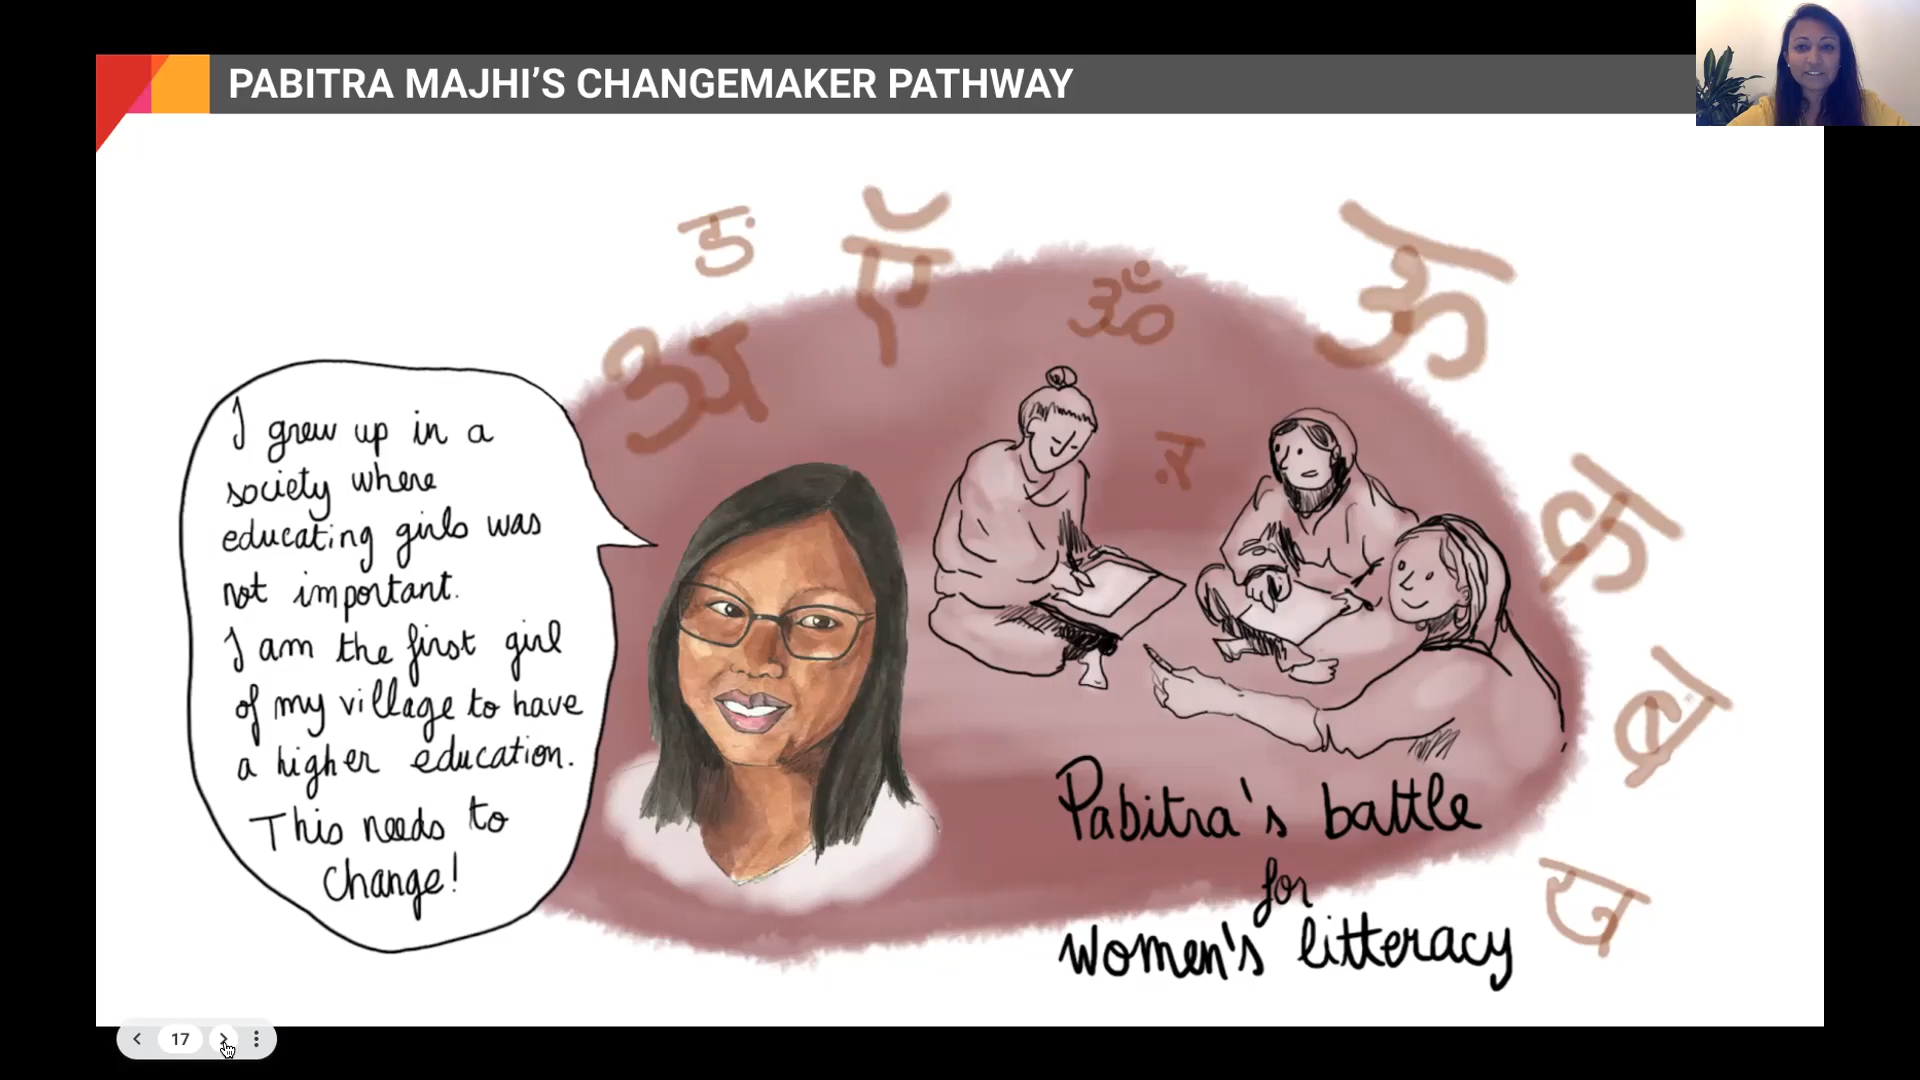 PABITRA MAJHI’S CHANGEMAKER PATHWAY
ङ
ऍ
ॐ
ऊ
अ
I grew up in a
society where
educating girls was
not important.
I am the first girl
of my village to have
a higher education.
This needs to
change!
Pabitra's battle
for
women's litteracy
17